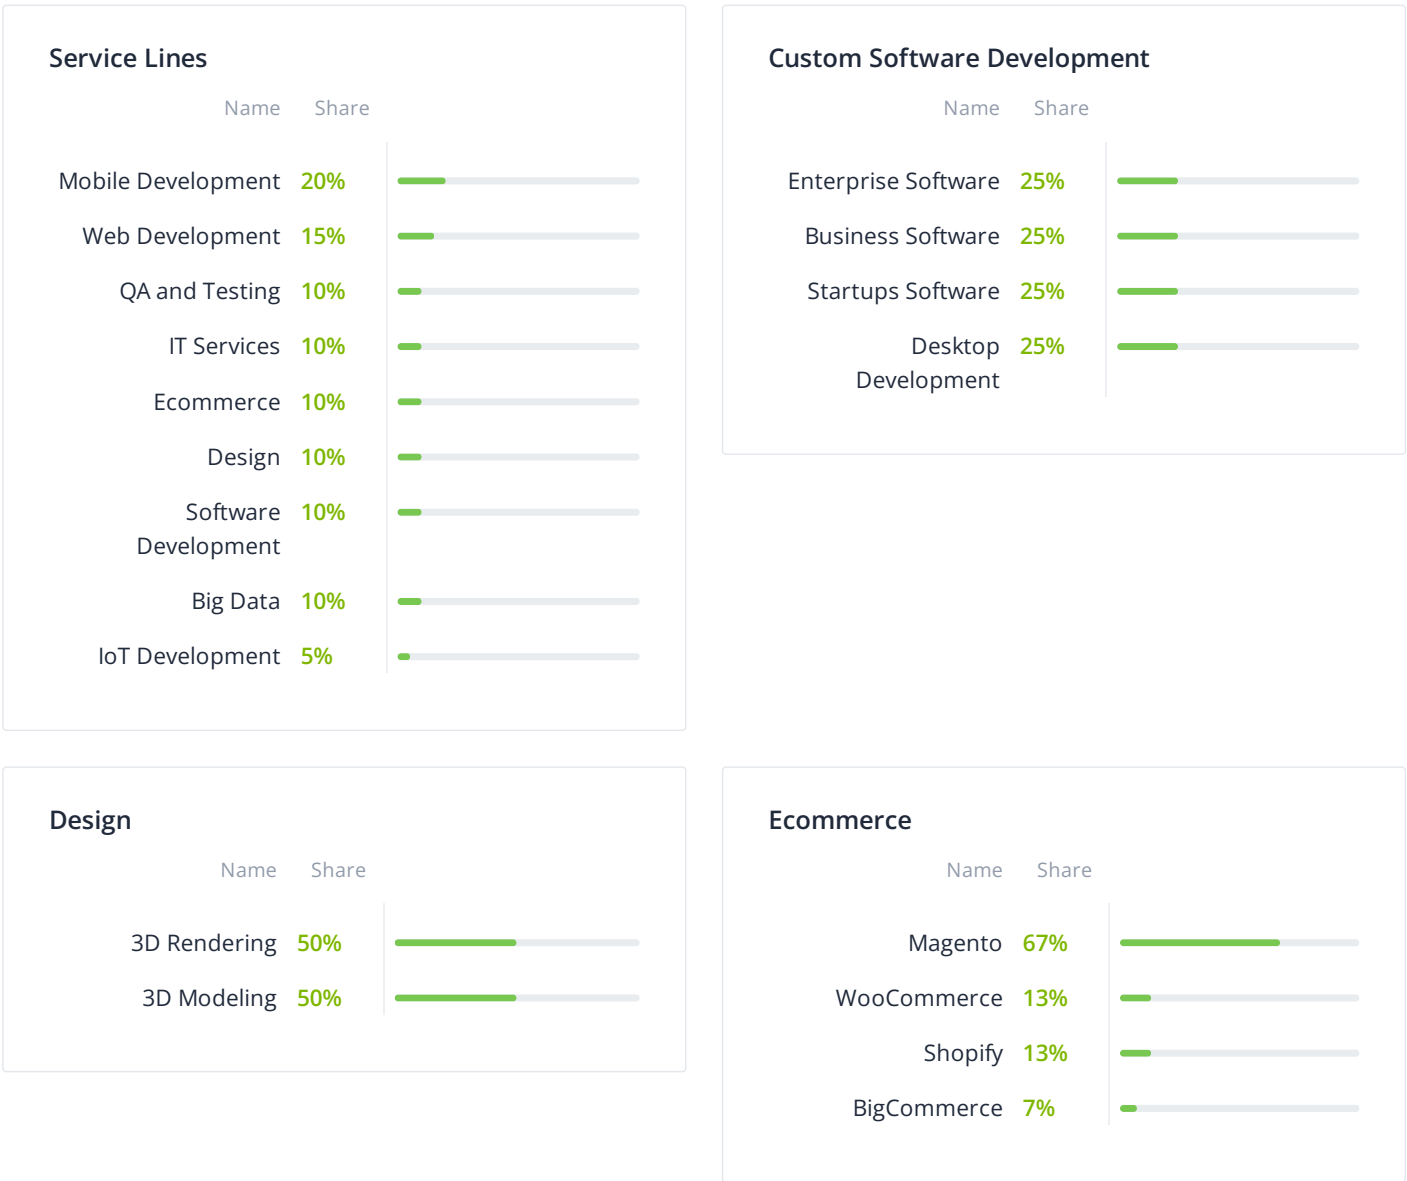 Service Lines
Name Share
Mobile Development 20%
Web Development 15%
QA and Testing 10%
IT Services 10%
Ecommerce 10%
Design 10%
Software 10%
Development
Big Data 10%
IoT Development 5%
Custom Software Development
Name Share
Enterprise Software 25%
Business Software 25%
Startups Software 25%
Desktop 25%
Development
Design
Name Share
3D Rendering 50%
3D Modeling 50%
Ecommerce
Name Share
Magento 67%
WooCommerce 13%
Shopify 13%
BigCommerce 7%